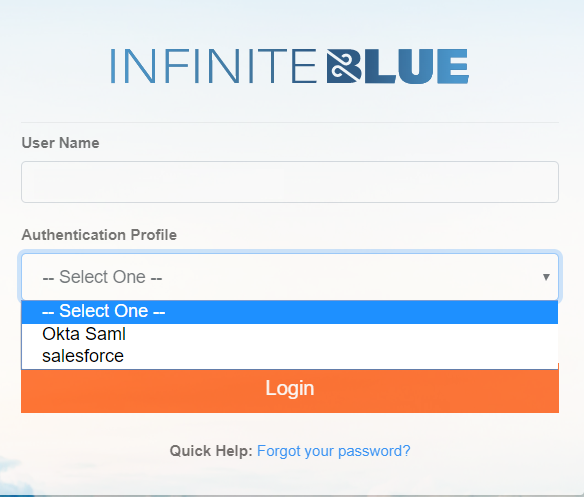 INFINITE BLUE
User Name
Authentication Profile
-- Select One --
-- Select One --
Okta Saml
salesforce
Login
Quick Help: Forgot your password?